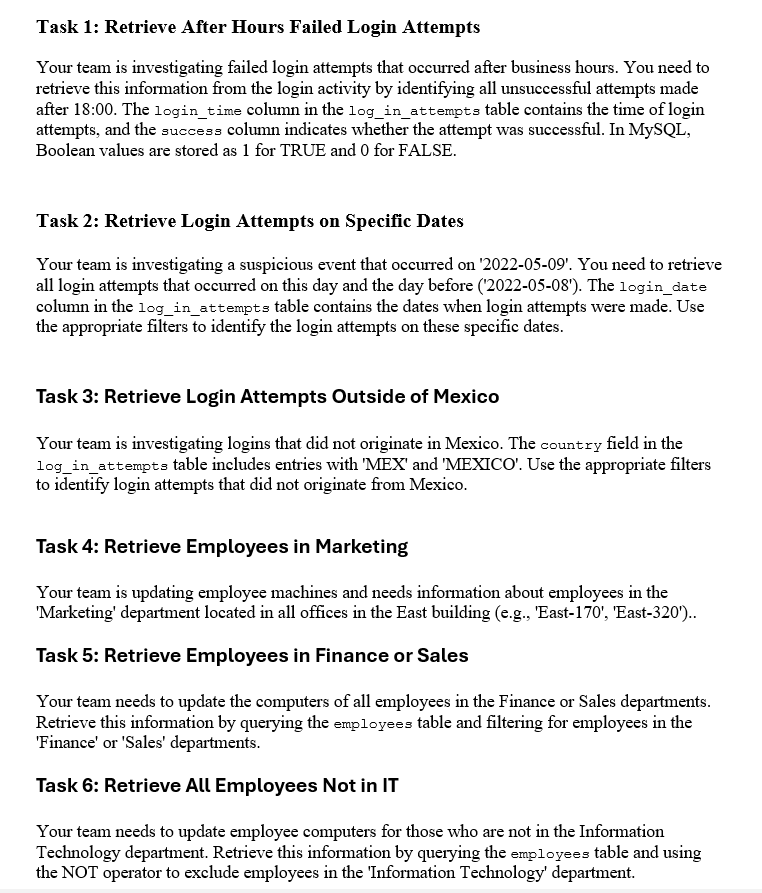 Task 1: Retrieve After Hours Failed Login Attempts
Your team is investigating failed login attempts that occurred after business hours. You need to
retrieve this information from the login activity by identifying all unsuccessful attempts made
after 18:00. The login_time column in the log_in_attempts table contains the time of login
attempts, and the success column indicates whether the attempt was successful. In MySQL,
Boolean values are stored as 1 for TRUE and 0 for FALSE.
Task 2: Retrieve Login Attempts on Specific Dates
Your team is investigating a suspicious event that occurred on '2022-05-09'. You need to retrieve
all login attempts that occurred on this day and the day before ('2022-05-08'). The login_date
column in the log_in_attempts table contains the dates when login attempts were made. Use
the appropriate filters to identify the login attempts on these specific dates.
Task 3: Retrieve Login Attempts Outside of Mexico
Your team is investigating logins that did not originate in Mexico. The country field in the
log_in_attempts table includes entries with 'MEX' and 'MEXICO'. Use the appropriate filters
to identify login attempts that did not originate from Mexico.
Task 4: Retrieve Employees in Marketing
Your team is updating employee machines and needs information about employees in the
'Marketing' department located in all offices in the East building (e.g., 'East-170', 'East-320')..
Task 5: Retrieve Employees in Finance or Sales
Your team needs to update the computers of all employees in the Finance or Sales departments.
Retrieve this information by querying the employees table and filtering for employees in the
'Finance' or 'Sales' departments.
Task 6: Retrieve All Employees Not in IT
Your team needs to update employee computers for those who are not in the Information
Technology department. Retrieve this information by querying the employees table and using
the NOT operator to exclude employees in the 'Information Technology' department.